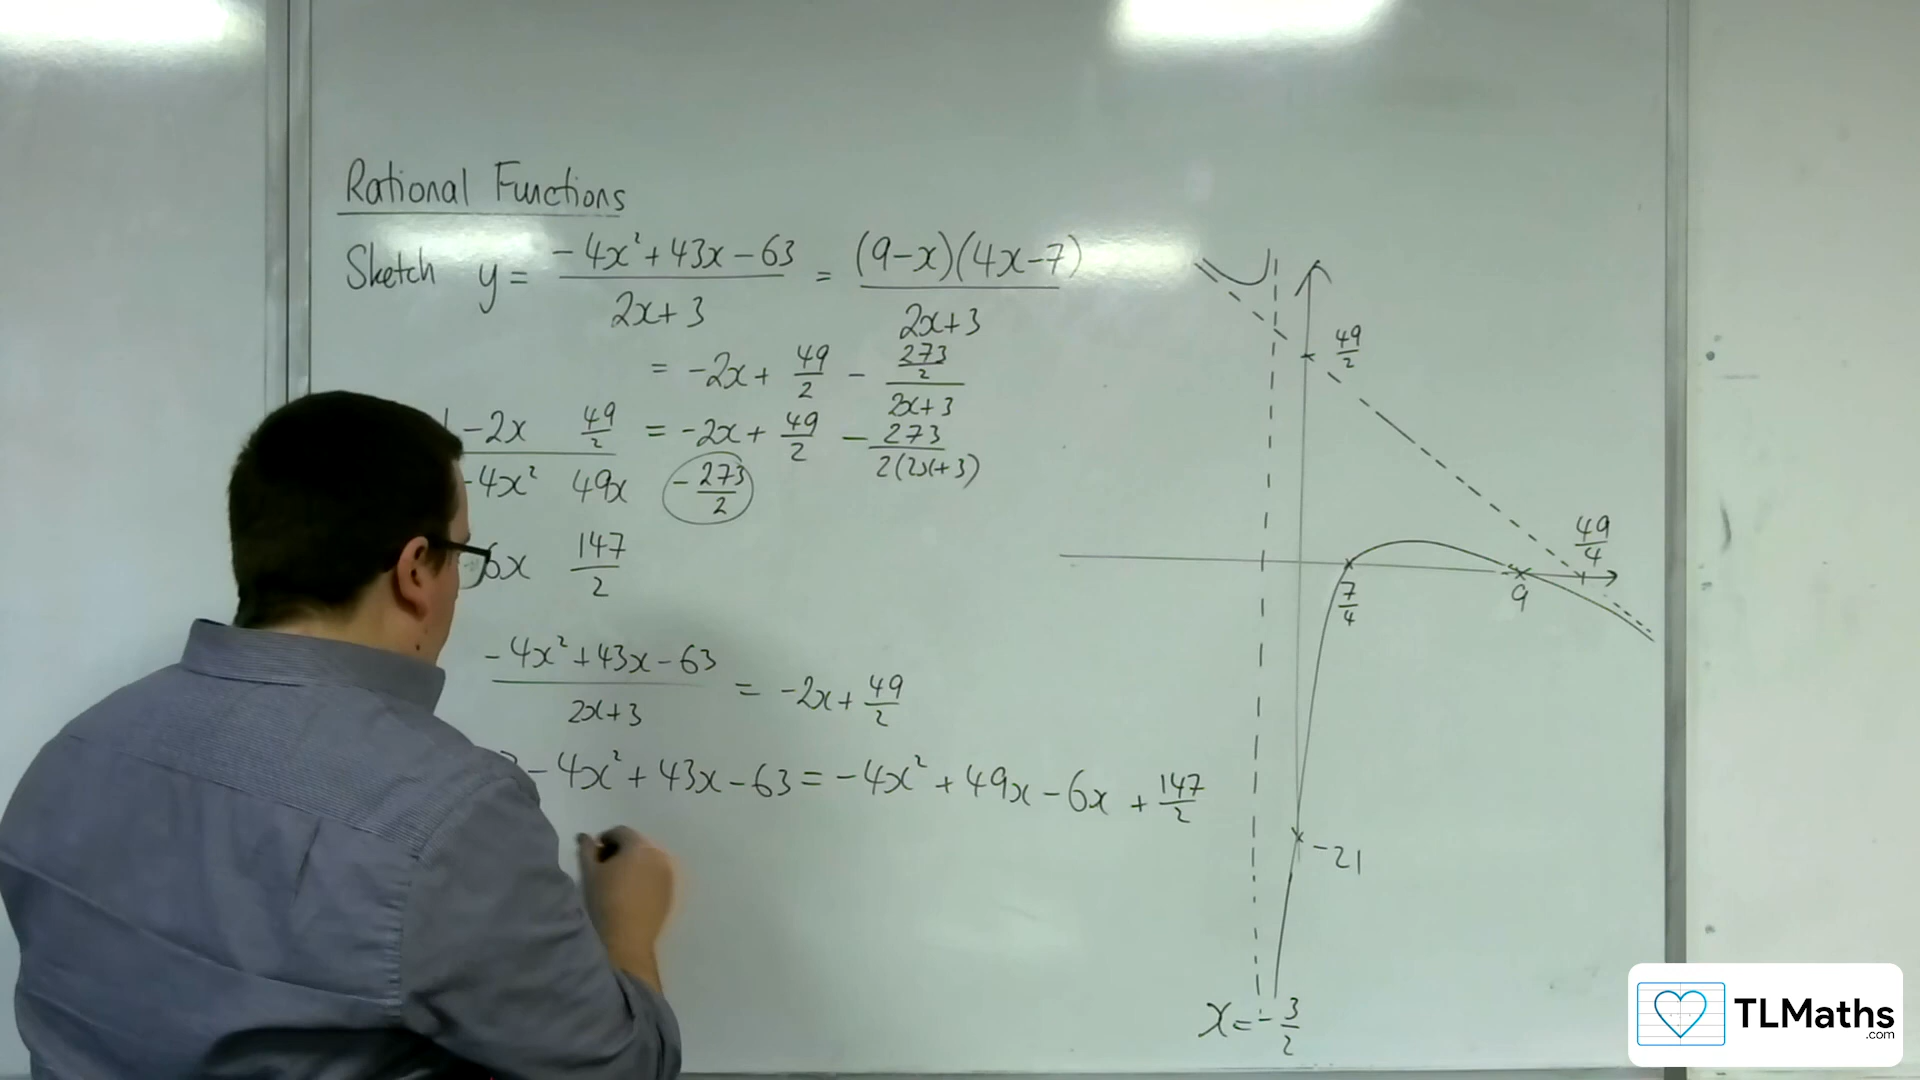 Rational Functions
Sketch y = (-4x² + 43x - 63)/(2x+3) = ((9-x)(4x-7))/(2x+3)
= -2x + 49/2 - (273/2)/(2x+3)
-2x 49/2 = -2x + 49/2 - 273/(2(2x+3))
-4x² 49x -273/2
6x 147/2
(-4x² + 43x - 63)/(2x+3) = -2x + 49/2
-4x² + 43x - 63 = -4x² + 49x - 6x + 147/2
49/2
49/4
7/4
9
-21
x = -3/2
TLMaths
.com